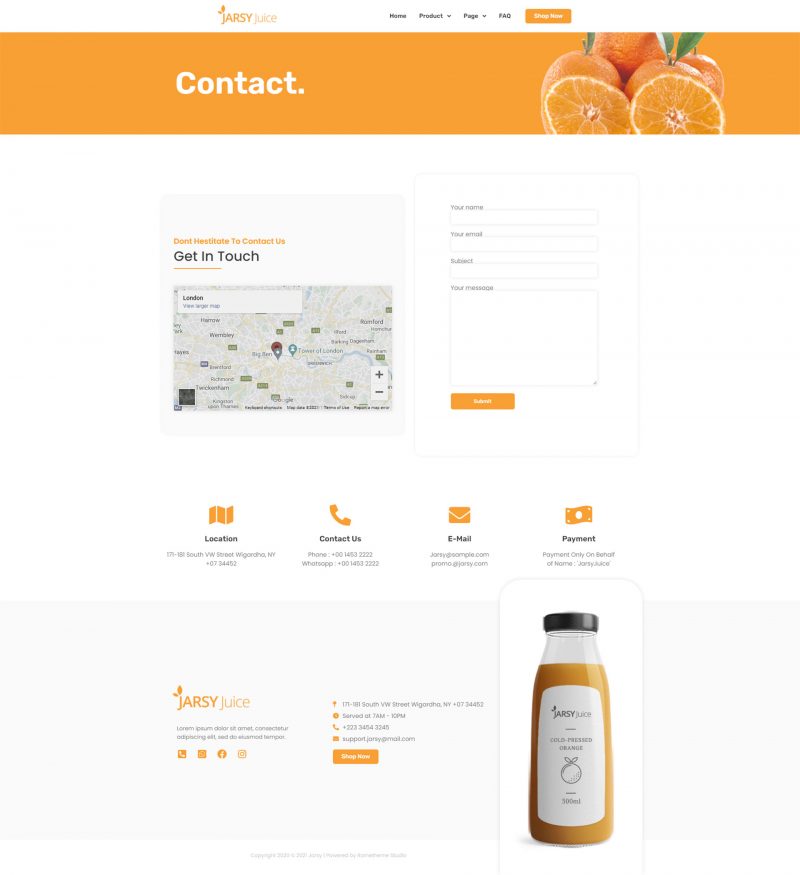 JARSY Juice
Home Product Page FAQ Shop Now
Contact.
Dont Hestitate To Contact Us
Get In Touch
London
View larger map
Harrow
Wembley
Romford
Ilford
Hornchur
Barking
Dagenham
Hayes
Big Ben
Tower of London
Rainham
Brentford
GREENWICH
Richmond
Dartford
Twickenham
Kingston
upon Thames
Google
Sidcup
Keyboard shortcuts Map data ©2021 Terms of Use Report a map error
Your name
Your email
Subject
Your message
Submit
Location
171-181 South VW Street Wigardha, NY
+07 34452
Contact Us
Phone : +00 1453 2222
Whatsapp : +00 1453 2222
E-Mail
Jarsy@sample.com
promo.@jarsy.com
Payment
Payment Only On Behalf
of Name : 'JarsyJuice'
JARSY Juice
Lorem ipsum dolor sit amet, consectetur
adipiscing elit, sed do eiusmod tempor.
171-181 South VW Street Wigardha, NY +07 34452
Served at 7AM - 10PM
+223 3454 3245
support.jarsy@mail.com
Shop Now
JARSY Juice
COLD-PRESSED
ORANGE
500ml
Copyright 2020 © 2021 Jarsy | Powered by Rometheme Studio